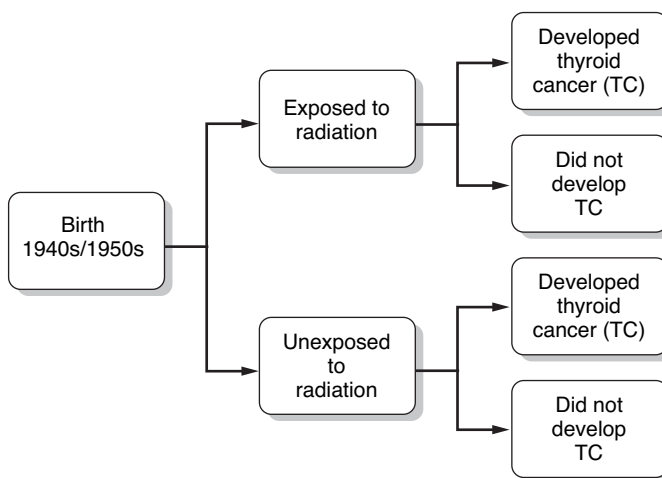 Birth
1940s/1950s
Exposed to
radiation
Unexposed
to
radiation
Developed
thyroid
cancer (TC)
Did not
develop
TC
Developed
thyroid
cancer (TC)
Did not
develop
TC